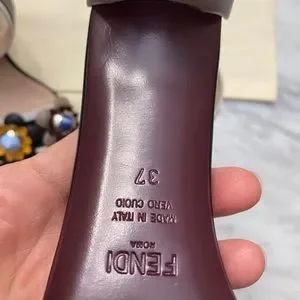 37
MADE IN ITALY
VERO CUOIO
FENDI
ROMA